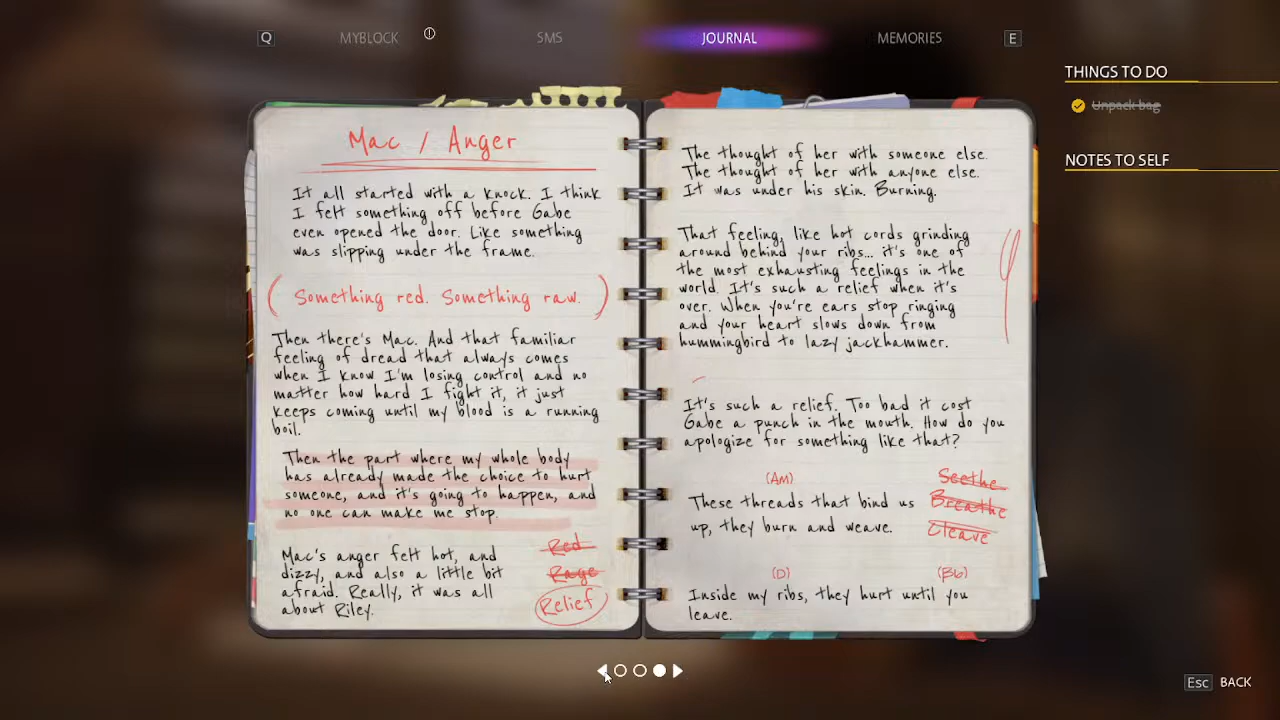 Q
MYBLOCK
SMS
JOURNAL
MEMORIES
E
THINGS TO DO
Unpack bag
NOTES TO SELF
Mac / Anger
It all started with a knock. I think
I felt something off before Gabe
even opened the door. Like something
was slipping under the frame.
(Something red. Something raw.)
Then there's Mac. And that familiar
feeling of dread that always comes
when I know I'm losing control and no
matter how hard I fight it, it just
keeps coming until my blood is a running
boil.
Then the part where my whole body
has already made the choice to hurt
someone, and it's going to happen, and
no one can make me stop.
Mac's anger felt hot, and
dizzy, and also a little bit
afraid. Really, it was all
about Riley.
Red
Rage
Relief
The thought of her with someone else.
The thought of her with anyone else.
It was under his skin. Burning.
That feeling, like hot cords grinding
around behind your ribs... it's one of
the most exhausting feelings in the
world. It's such a relief when it's
over. When you're ears stop ringing
and your heart slows down from
hummingbird to lazy jackhammer.
It's such a relief. Too bad it cost
Gabe a punch in the mouth. How do you
apologize for something like that?
(Am)
These threads that bind us
up, they burn and weave.
Seethe
Breathe
Cleave
(D) (Bb)
Inside my ribs, they hurt until you
leave.
Esc BACK